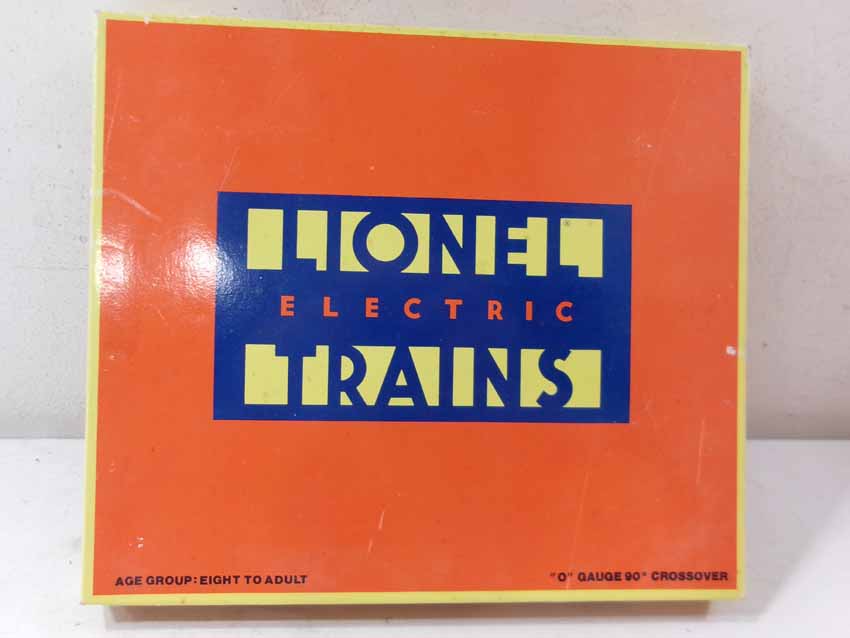 LIONEL
ELECTRIC
TRAINS
AGE GROUP: EIGHT TO ADULT
"O" GAUGE 90° CROSSOVER